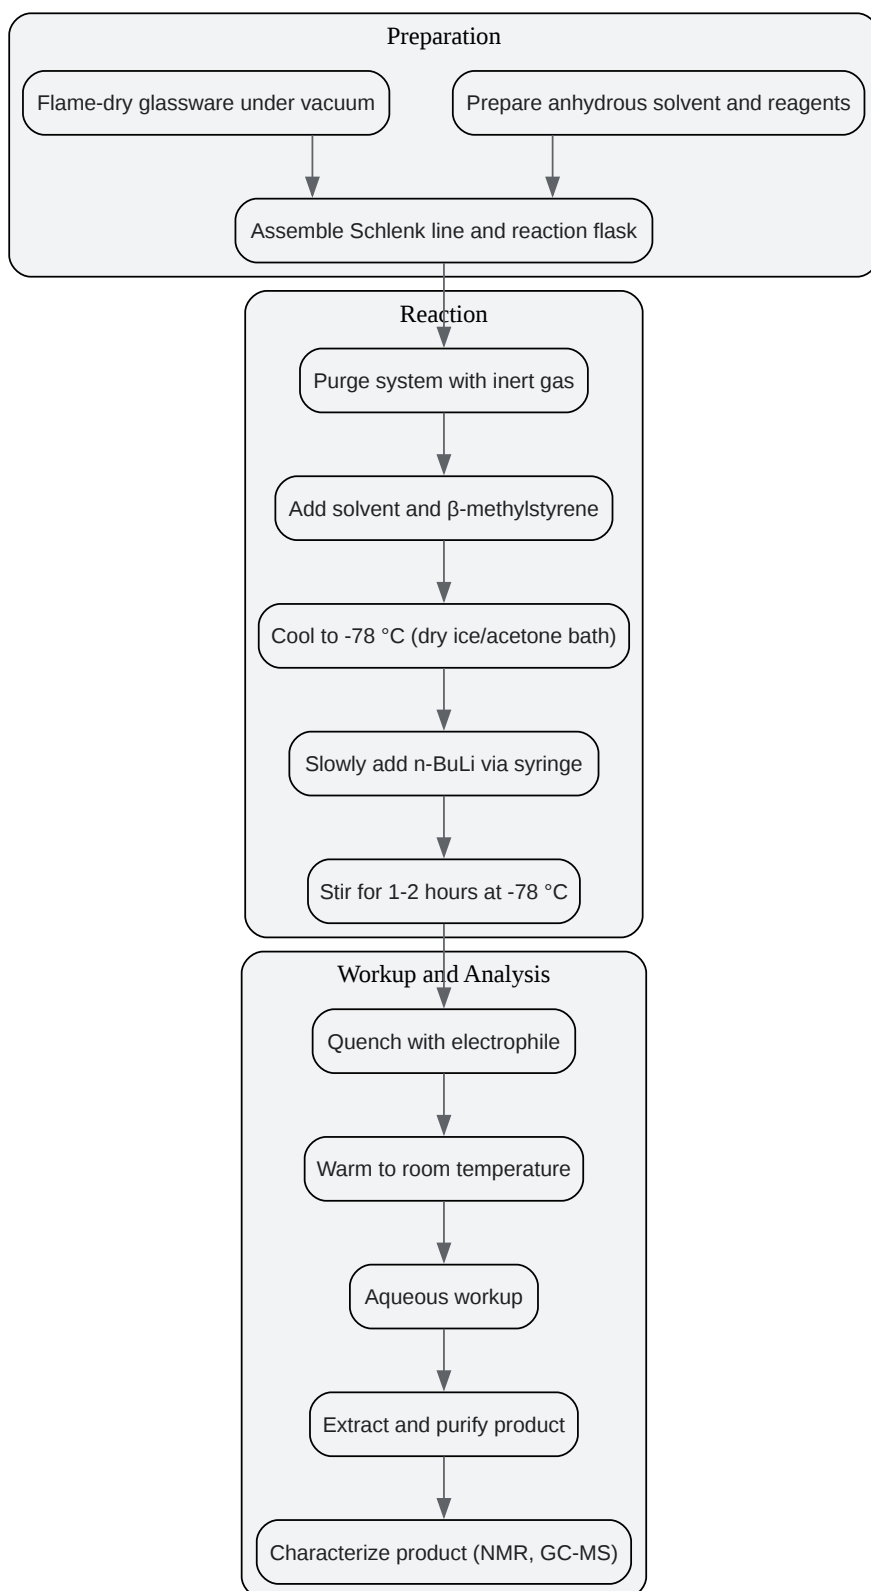 Preparation
Flame-dry glassware under vacuum
Prepare anhydrous solvent and reagents
Assemble Schlenk line and reaction flask
Reaction
Purge system with inert gas
Add solvent and β-methylstyrene
Cool to -78 °C (dry ice/acetone bath)
Slowly add n-BuLi via syringe
Stir for 1-2 hours at -78 °C
Workup and Analysis
Quench with electrophile
Warm to room temperature
Aqueous workup
Extract and purify product
Characterize product (NMR, GC-MS)